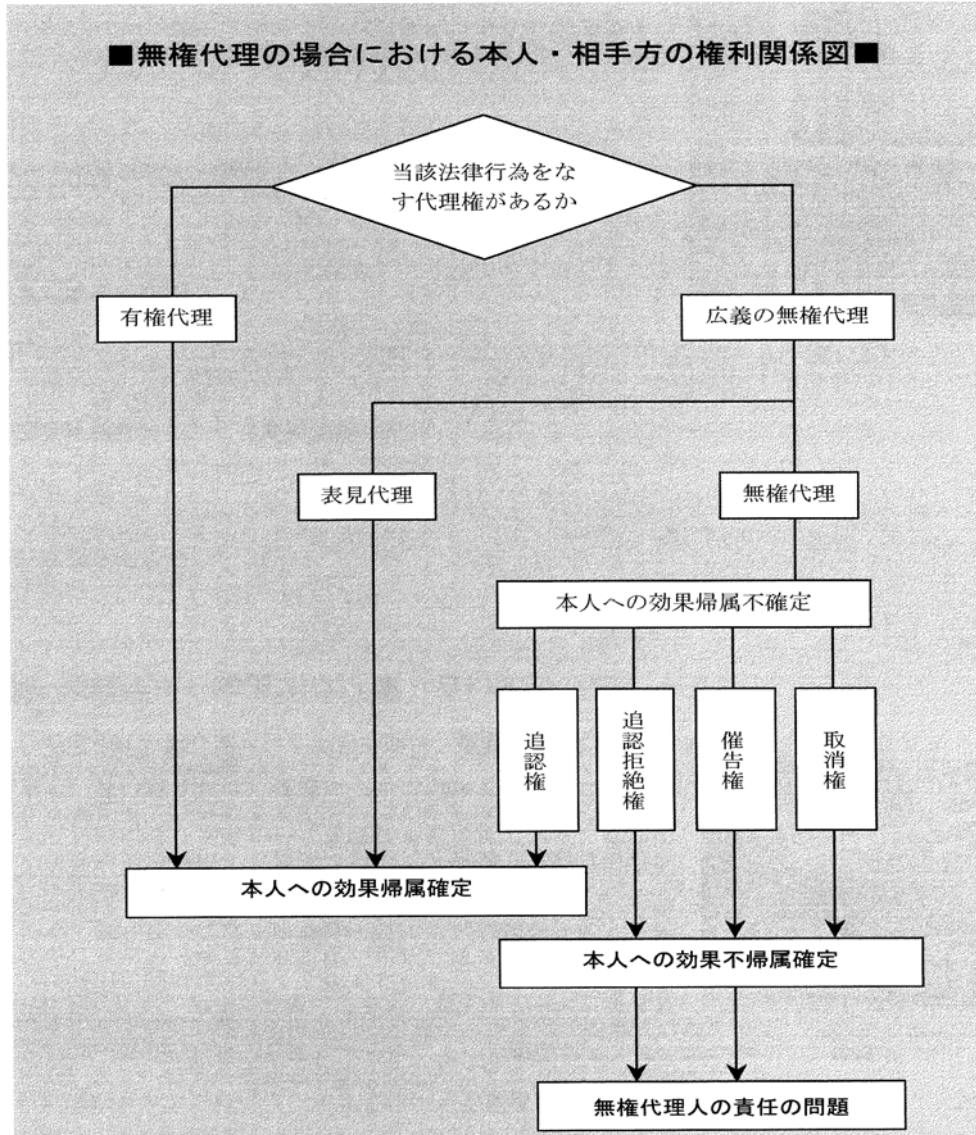 ■無権代理の場合における本人・相手方の権利関係図■
当該法律行為をな
す代理権があるか
有権代理
広義の無権代理
表見代理
無権代理
本人への効果帰属不確定
追認権
追認拒絶権
催告権
取消権
本人への効果帰属確定
本人への効果不帰属確定
無権代理人の責任の問題